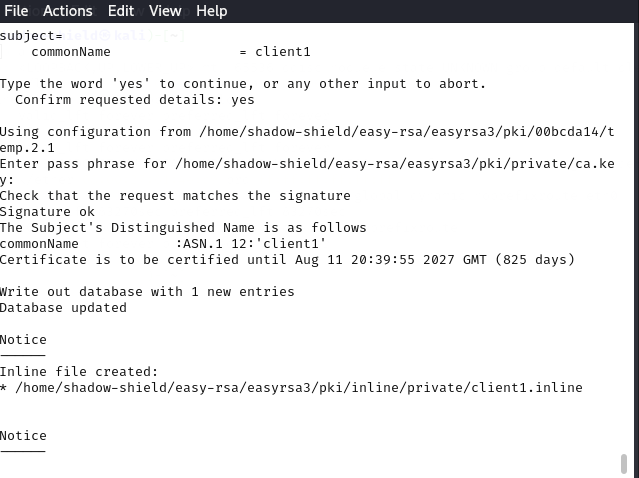 File Actions Edit View Help
subject=
    commonName                = client1
Type the word 'yes' to continue, or any other input to abort.
  Confirm requested details: yes
Using configuration from /home/shadow-shield/easy-rsa/easyrsa3/pki/00bcda14/t
emp.2.1
Enter pass phrase for /home/shadow-shield/easy-rsa/easyrsa3/pki/private/ca.ke
y:
Check that the request matches the signature
Signature ok
The Subject's Distinguished Name is as follows
commonName            :ASN.1 12:'client1'
Certificate is to be certified until Aug 11 20:39:55 2027 GMT (825 days)
Write out database with 1 new entries
Database updated
Notice
------
Inline file created:
* /home/shadow-shield/easy-rsa/easyrsa3/pki/inline/private/client1.inline
Notice
------